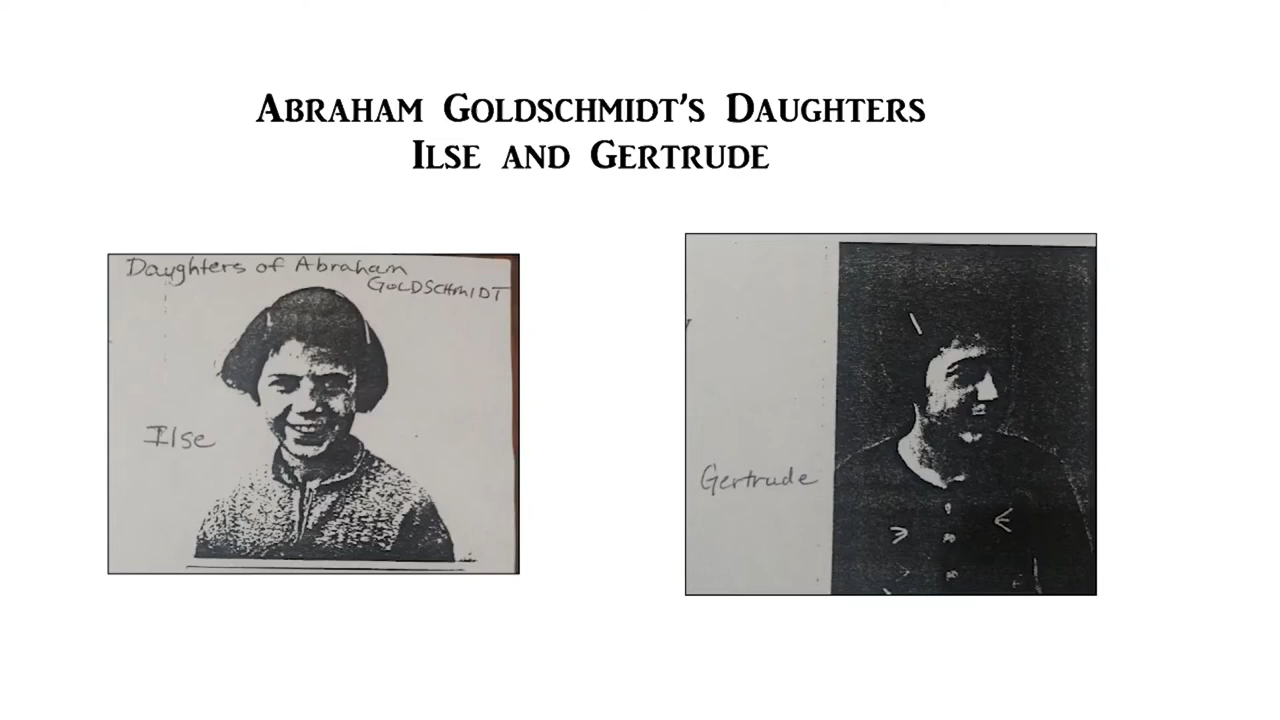 Abraham Goldschmidt's Daughters
Ilse and Gertrude
Daughters of Abraham
GOLDSCHMIDT
Ilse
Gertrude